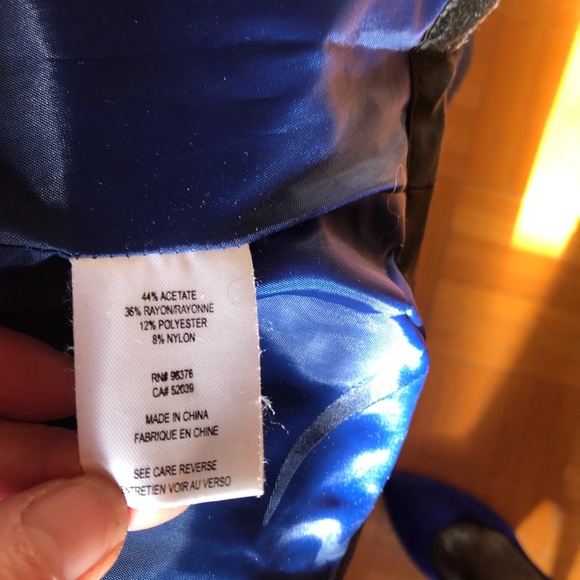 44% ACETATE
36% RAYON/RAYONNE
12% POLYESTER
8% NYLON
RN# 96376
CA# 52039
MADE IN CHINA
FABRIQUE EN CHINE
SEE CARE REVERSE
ENTRETIEN VOIR AU VERSO